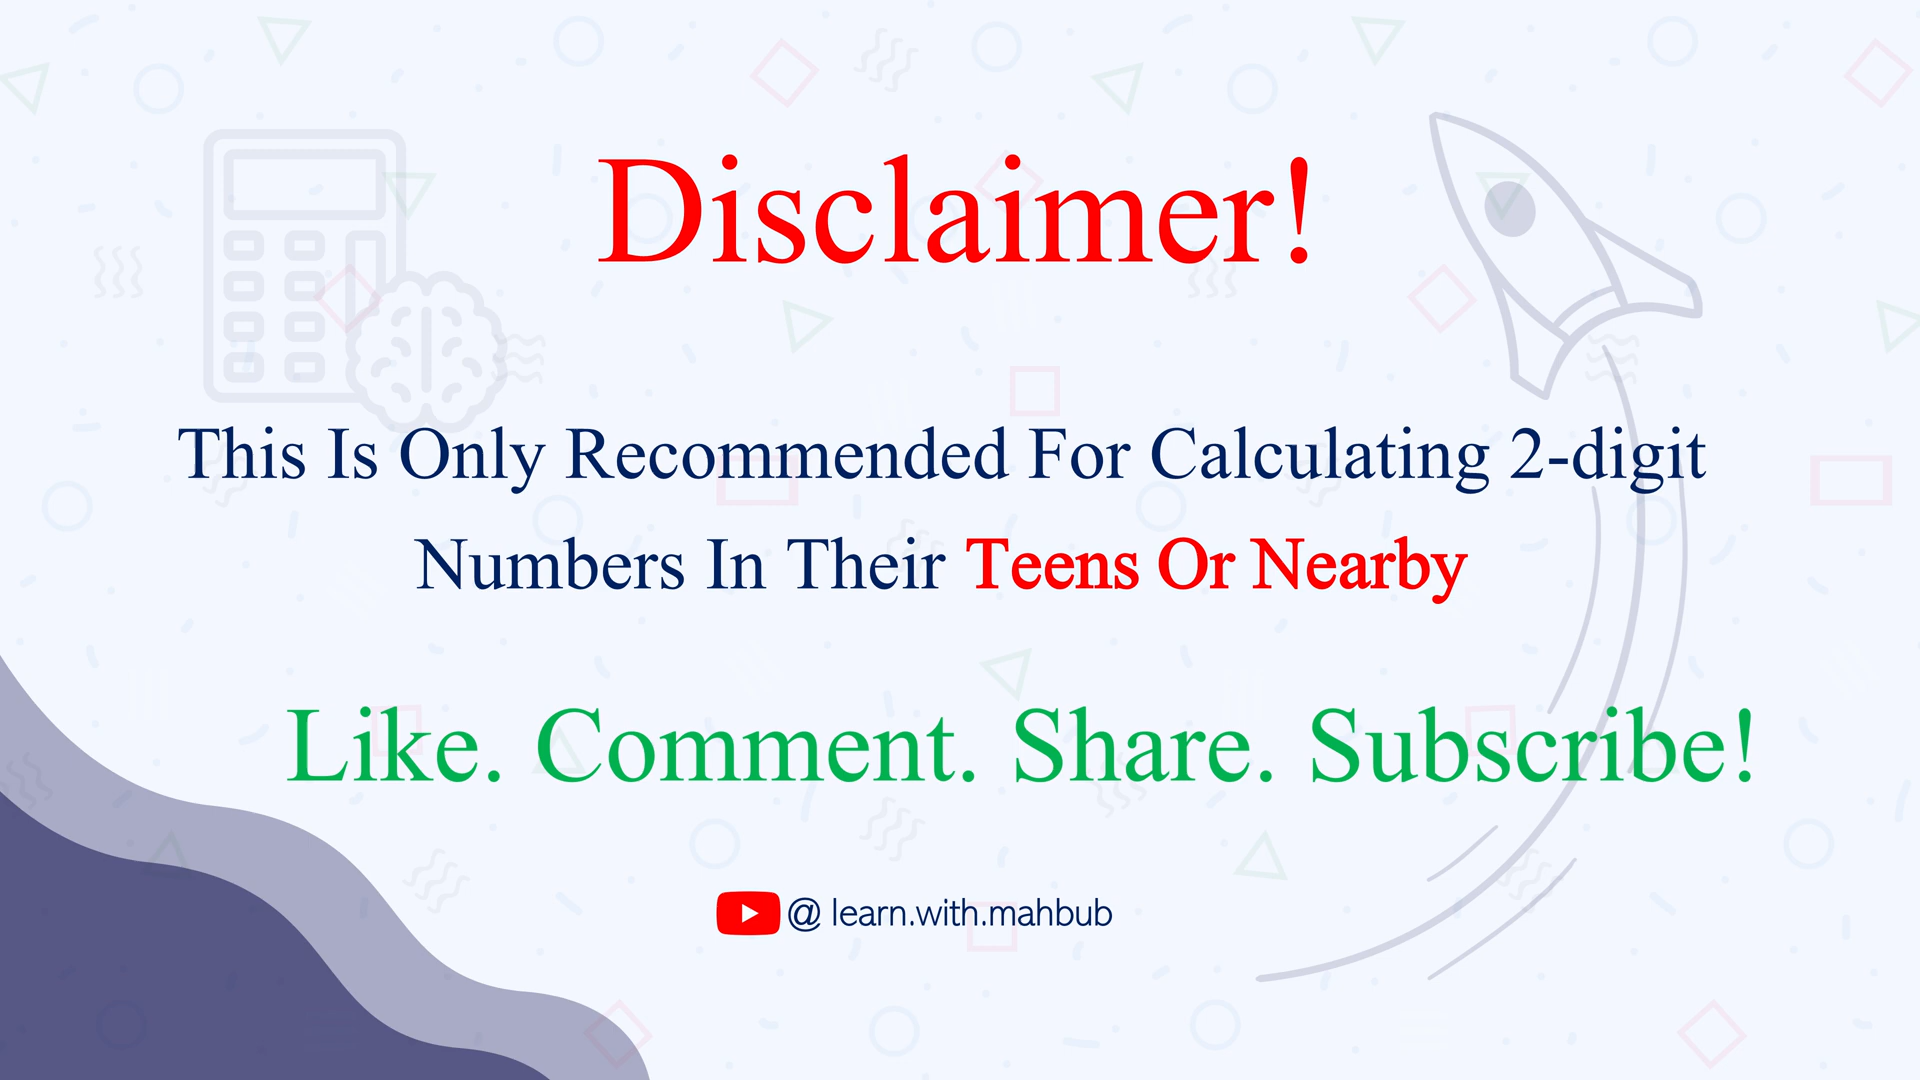 Disclaimer!
This Is Only Recommended For Calculating 2-digit
Numbers In Their Teens Or Nearby
Like. Comment. Share. Subscribe!
@ learn.with.mahbub